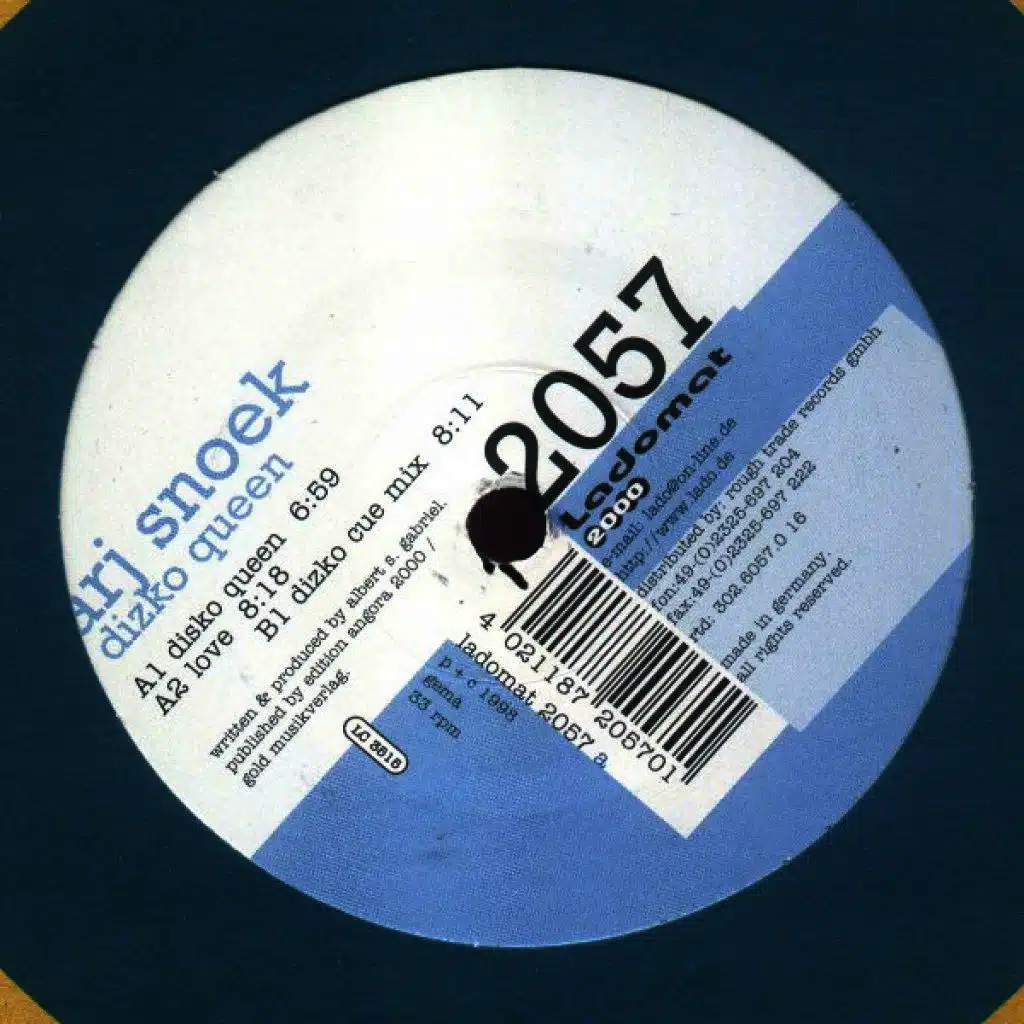 arj snoek
dizko queen
A1 disko queen 6:59
A2 love 8:18
B1 dizko cue mix 8:11
written & produced by albert s. gabriel.
published by edition angora 2000 /
gold musikverlag.
LC 5815
2057
Ladomat
2000
e-mail: lado@on-line.de
http://www.lado.de
distributed by: rough trade records gmbh
fon:49-(0)2325-697 204
fax:49-(0)2325-697 222
rtd: 302.6057.0 16
made in germany.
all rights reserved.
4 021187 205701
ladomat 2057 a
p + c 1998
gema
33 rpm